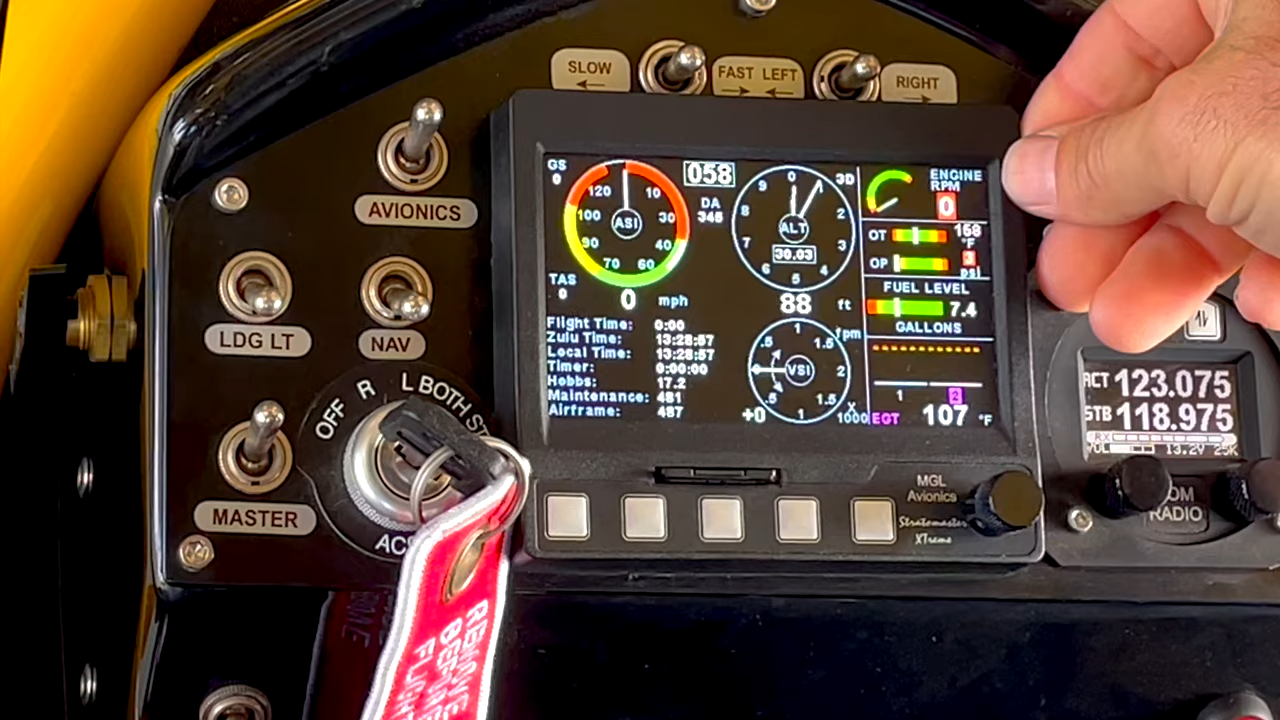 SLOW
FAST LEFT
RIGHT
AVIONICS
LDG LT
NAV
MASTER
OFF R L BOTH
GS
0
058
DA
345
120 10
100 30
ASI
90 40
70 60
TAS
0
0 mph
3D
0
9 1
8 2
ALT
7 3
30.03
6 4
5
88 ft
ENGINE
RPM
0
OT 158
°F
OP 3
psi
FUEL LEVEL
7.4
GALLONS
1 2
EGT 107 °F
Flight Time: 0:00
Zulu Time: 13:28:57
Local Time: 13:28:57
Timer: 0:00:00
Hobbs: 17.2
Maintenance: 481
Airframe: 487
1 fpm
.5 1.5
VSI 2
.5 1.5
1
+0 X
1000
MGL
Avionics
Stratomaster
XTreme
ACT 123.075
STB 118.975
RX
VOL 13.2V 25K
RADIO
REMOVE
BEFORE
FLIGHT